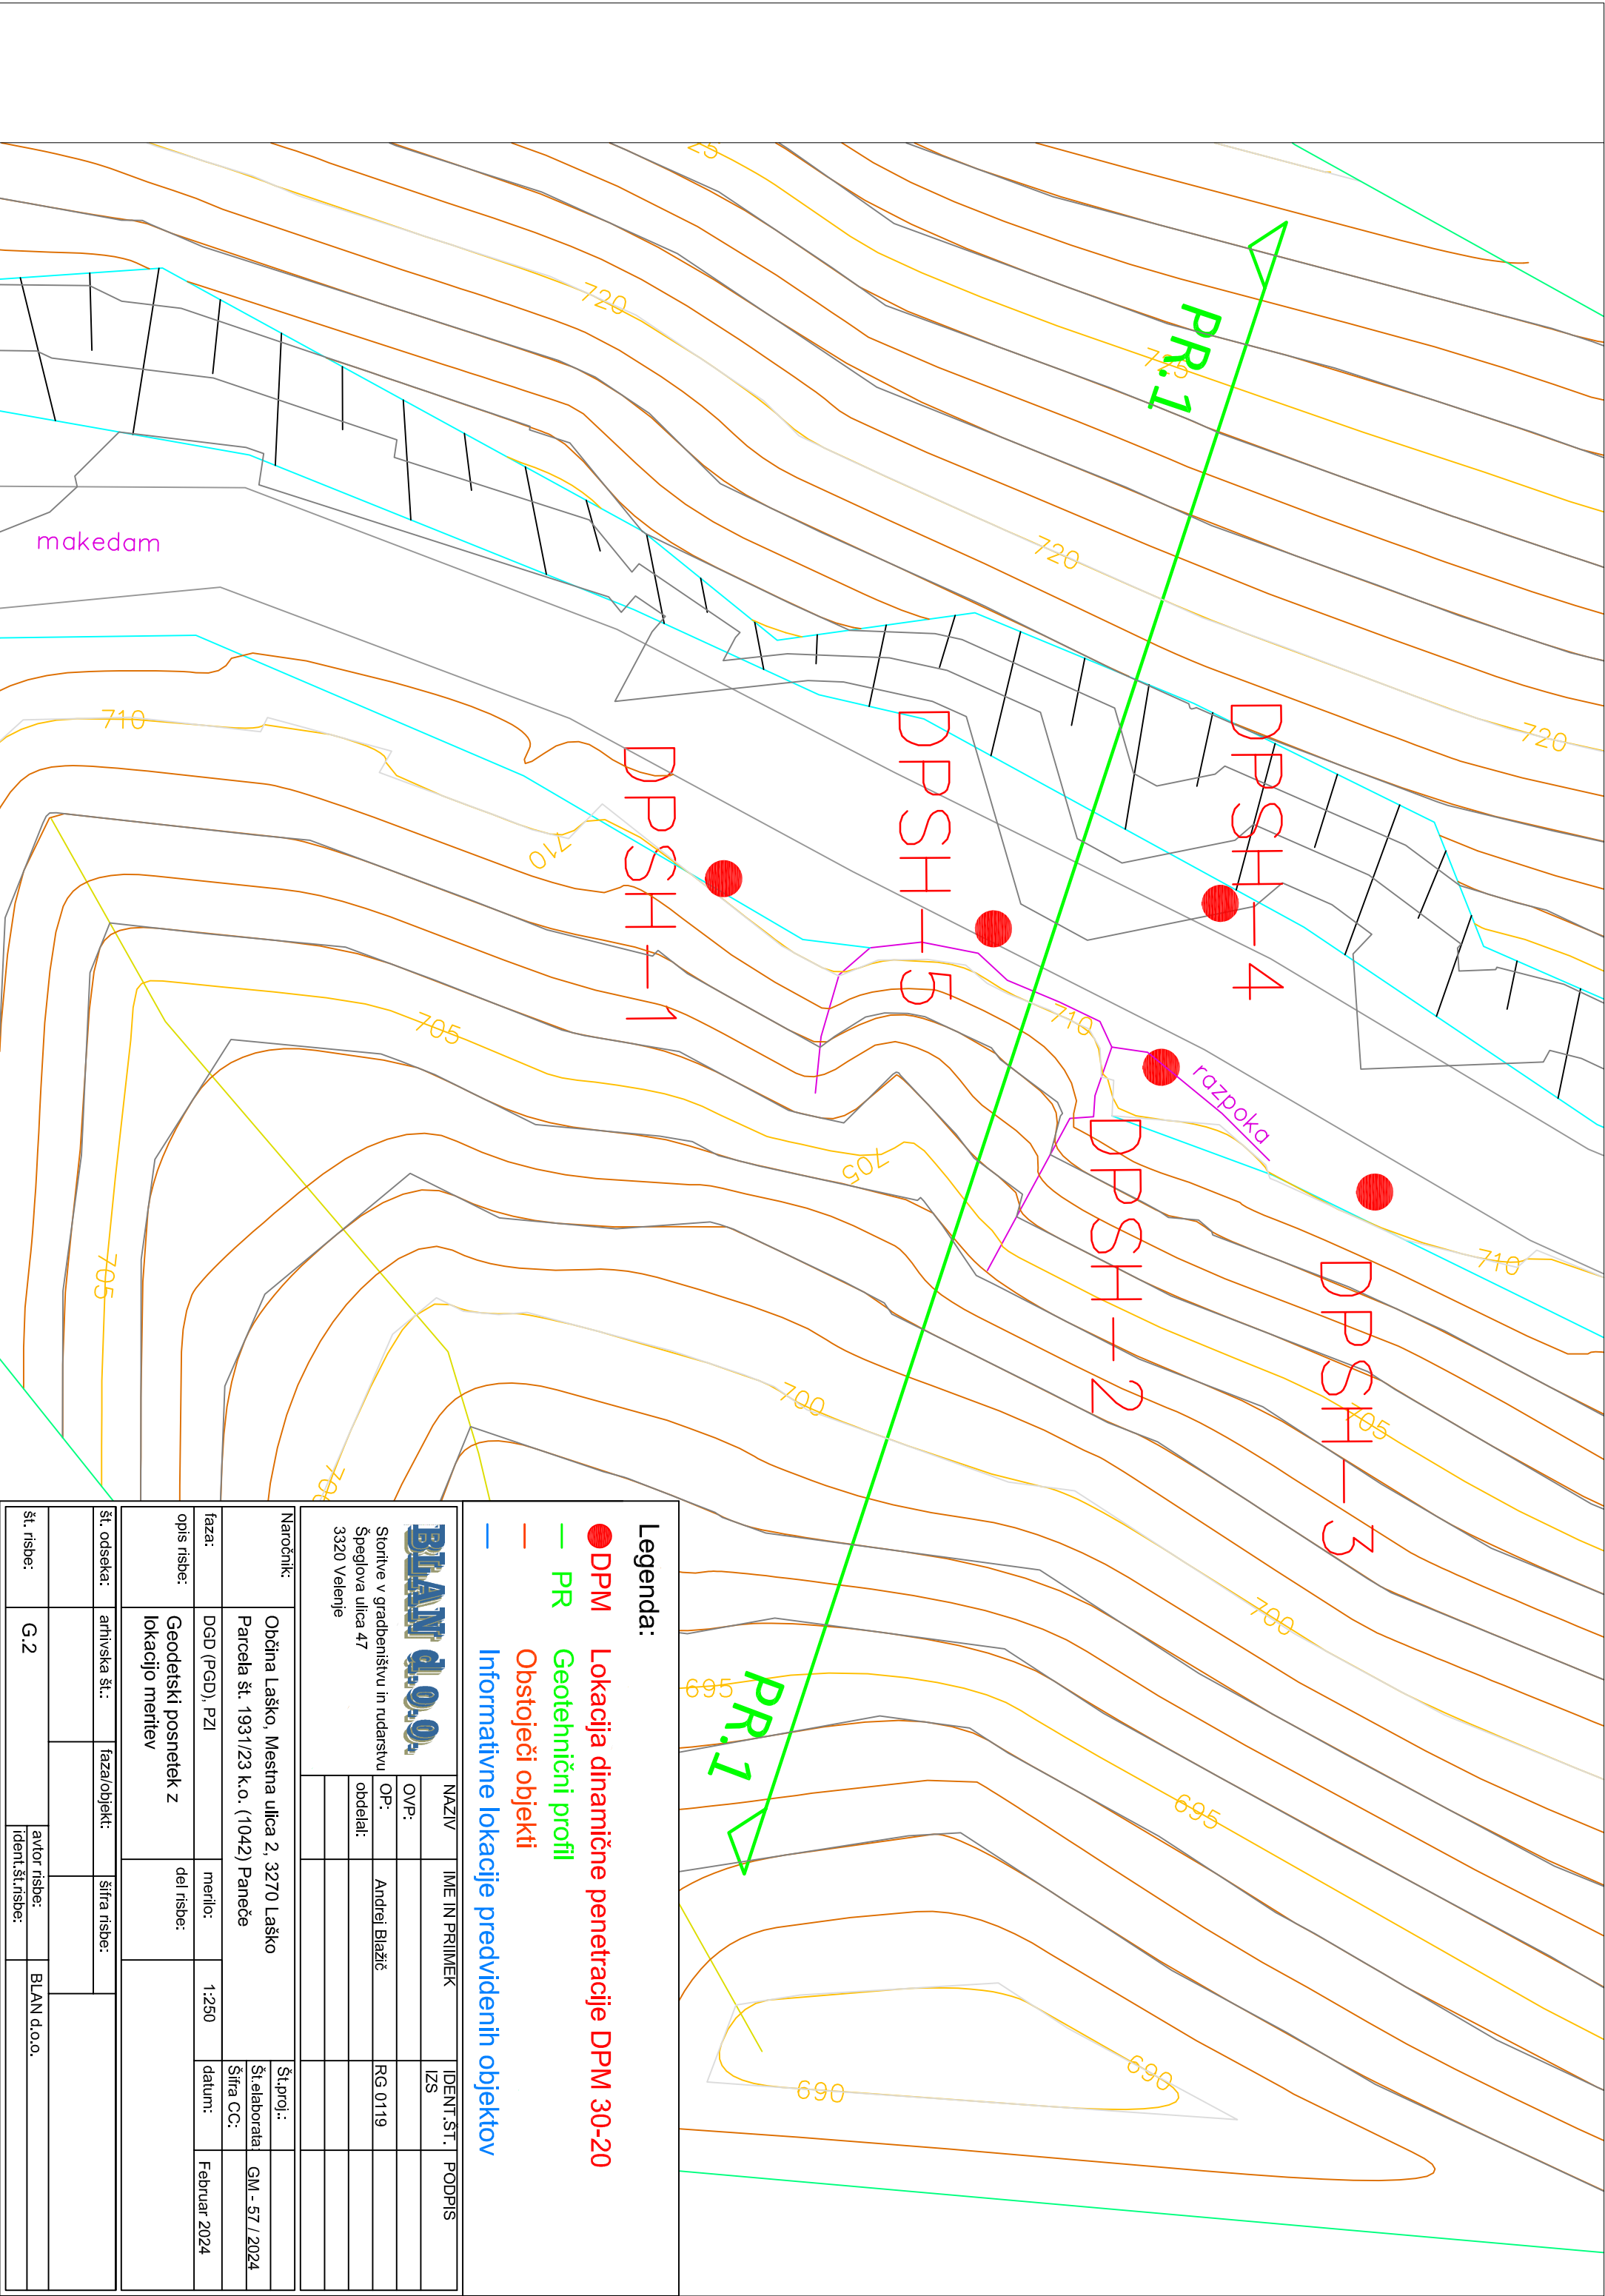 25
720
725
720
720
PR.1
makedam
710
710
710
710
DPSH-1
DPSH-5
DPSH-4
DPSH-2
DPSH-3
razpoka
705
705
705
705
700
700
700
695
695
690
690
PR.1
Legenda:
DPM Lokacija dinamične penetracije DPM 30-20
PR Geotehnični profil
Obstoječi objekti
Informativne lokacije predvidenih objektov
BLAN d.o.o.
Storitve v gradbeništvu in rudarstvu
Špeglova ulica 47
3320 Velenje
NAZIV IME IN PRIIMEK IDENT.ŠT. IZS PODPIS
OVP:
OP: Andrej Blažič RG 0119
obdelal:
Naročnik: Občina Laško, Mestna ulica 2, 3270 Laško
Parcela št. 1931/23 k.o. (1042) Paneče
Št.proj.:
Št.elaborata: GM - 57 / 2024
Šifra CC:
faza: DGD (PGD), PZI merilo: 1:250 datum: Februar 2024
opis risbe: Geodetski posnetek z
lokacijo meritev
del risbe:
št. odseka: arhivska št.: faza/objekt: šifra risbe:
št. risbe: G.2
avtor risbe: BLAN d.o.o.
ident.št.risbe: